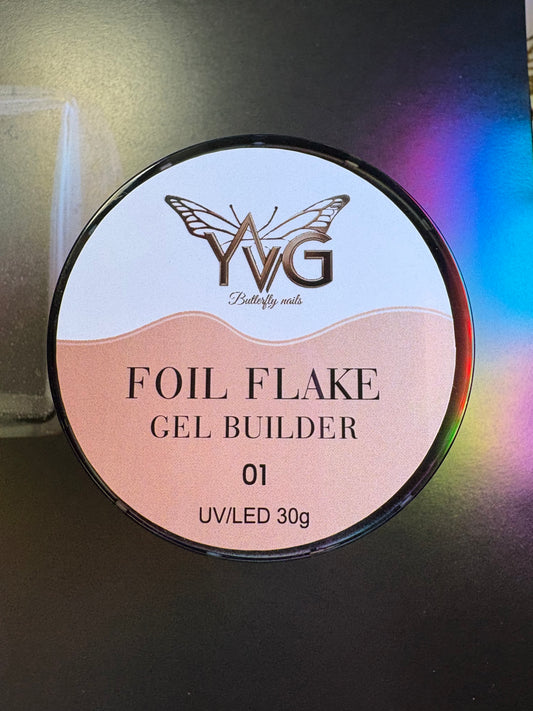 YVG
Butterfly nails
FOIL FLAKE
GEL BUILDER
01
UV/LED 30g